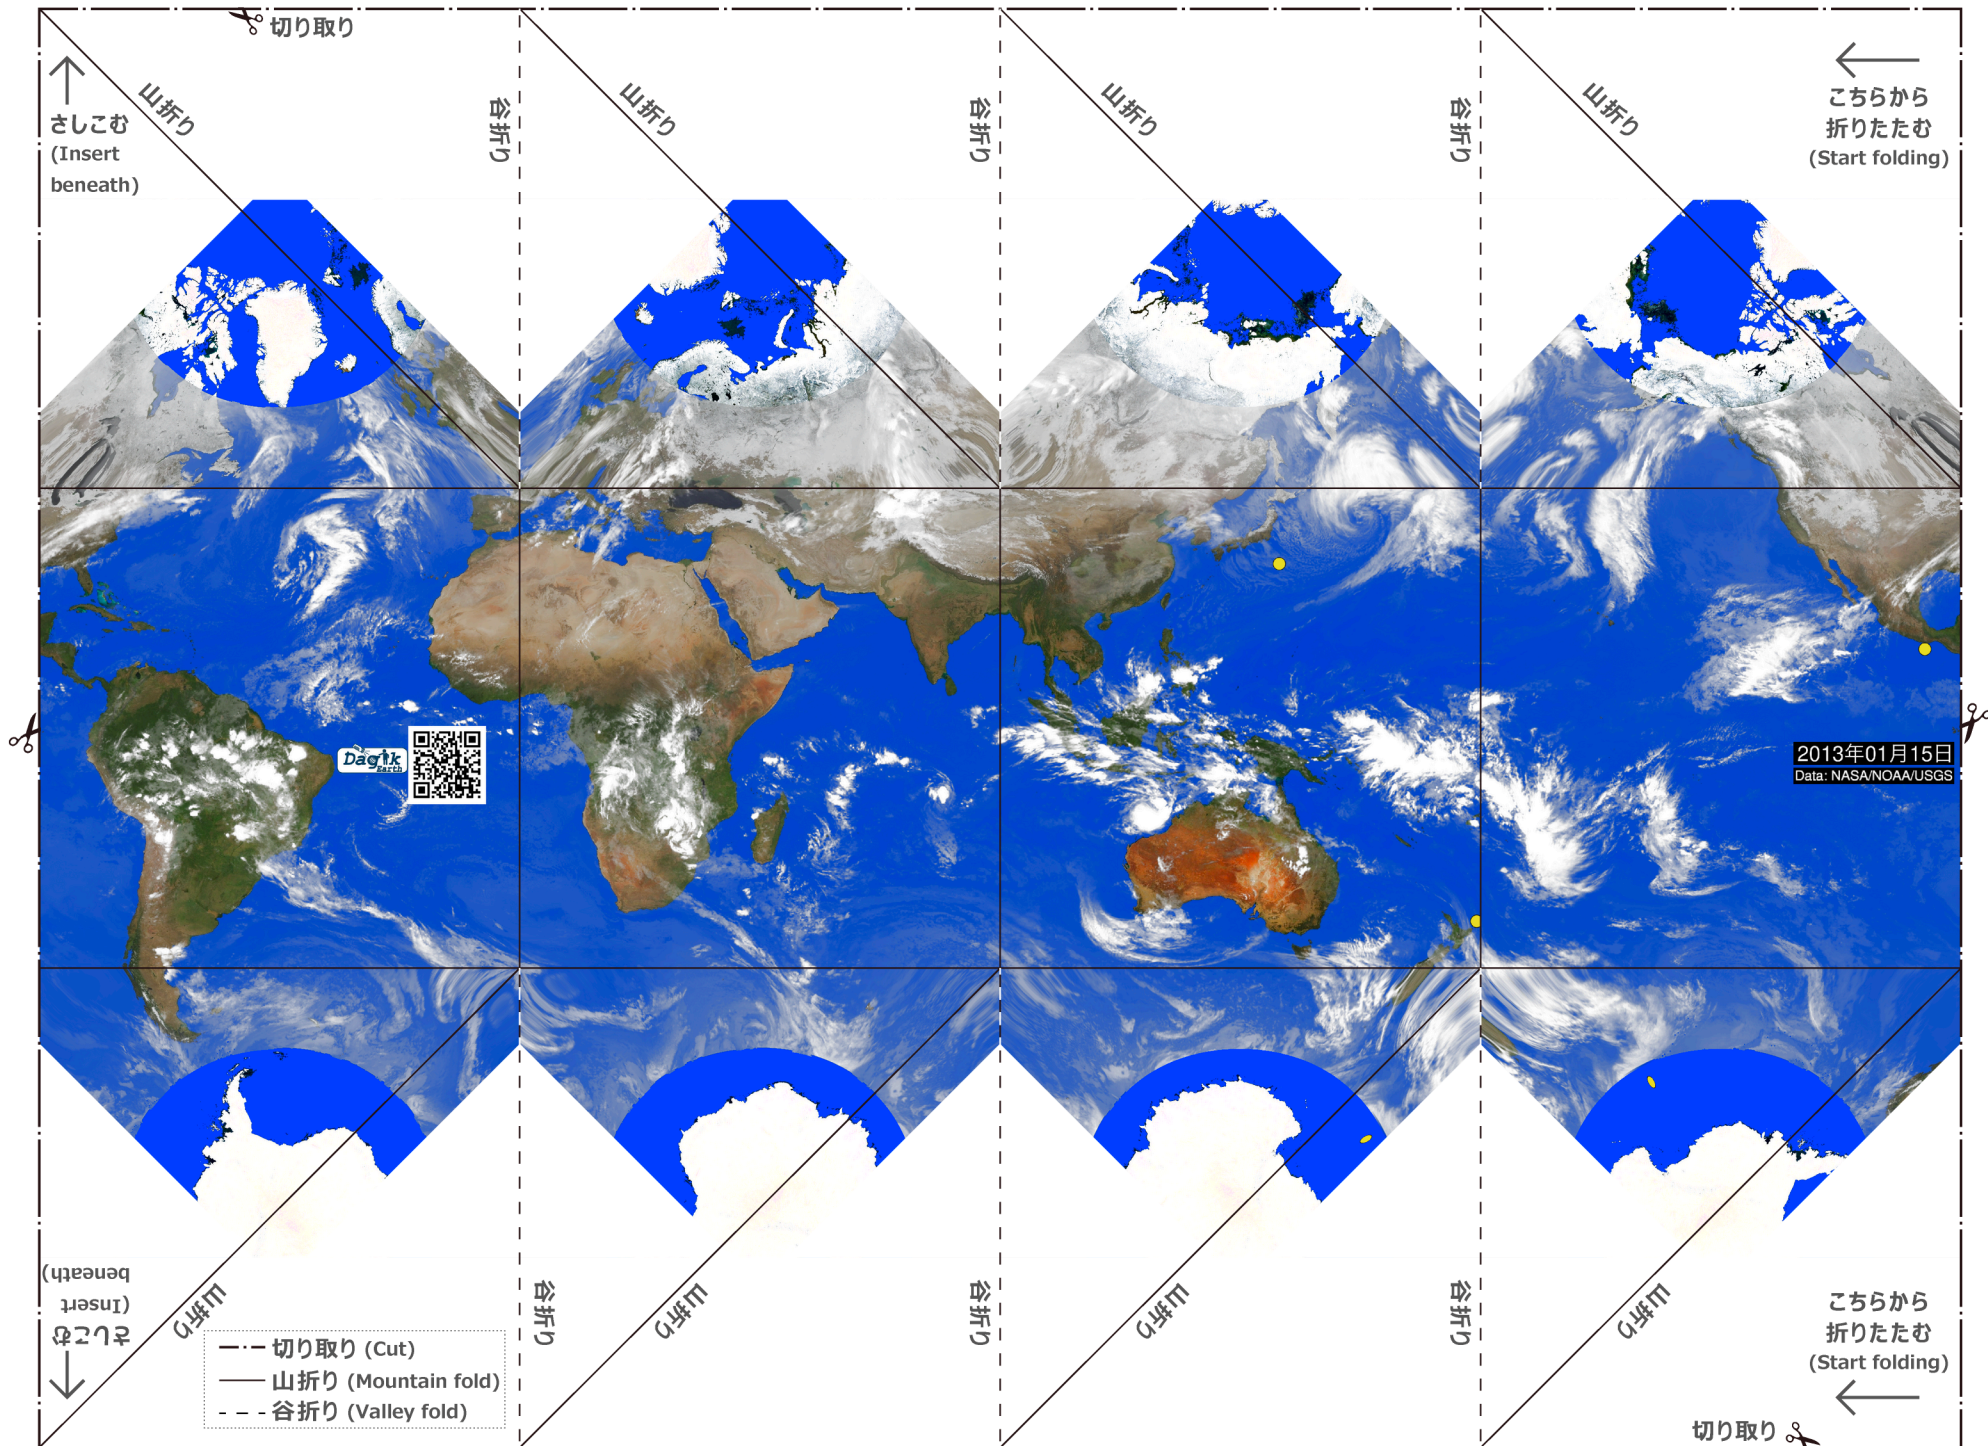 切り取り
さしこむ
(Insert
beneath)
山折り
谷折り
山折り
谷折り
山折り
谷折り
山折り
こちらから
折りたたむ
(Start folding)
Dagik
Earth
2013年01月15日
Data: NASA/NOAA/USGS
さしこむ
(Insert
beneath)
山折り
谷折り
山折り
谷折り
山折り
谷折り
山折り
こちらから
折りたたむ
(Start folding)
切り取り (Cut)
山折り (Mountain fold)
谷折り (Valley fold)
切り取り